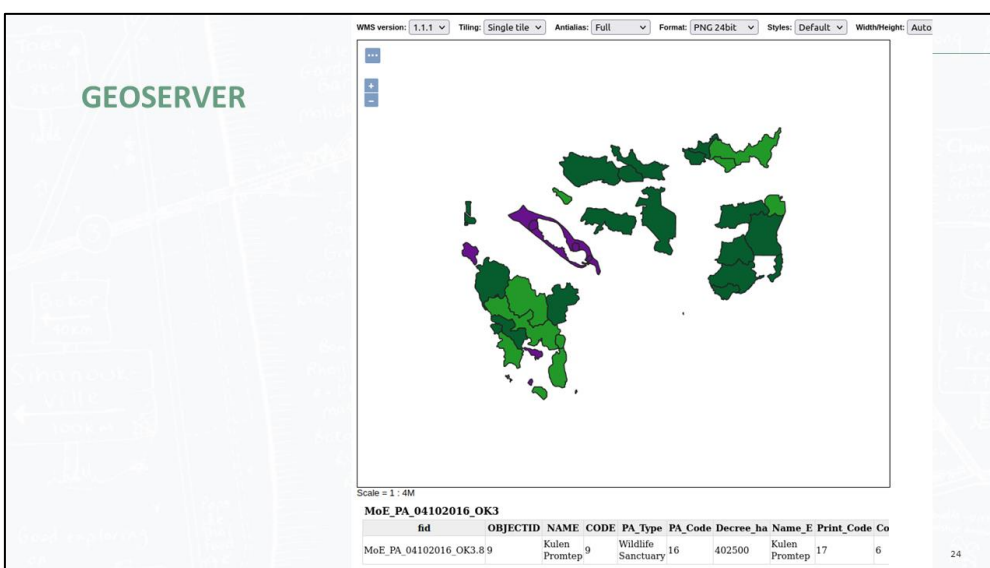 WMS version: 1.1.1 Tiling: Single tile Antialias: Full Format: PNG 24bit Styles: Default Width/Height: Auto
GEOSERVER
Scale = 1 : 4M
MoE_PA_04102016_OK3
fid OBJECTID NAME CODE PA_Type PA_Code Decree_ha Name_E Print_Code Co
MoE_PA_04102016_OK3.8 9 Kulen Promtep 9 Wildlife Sanctuary 16 402500 Kulen Promtep 17 6
24